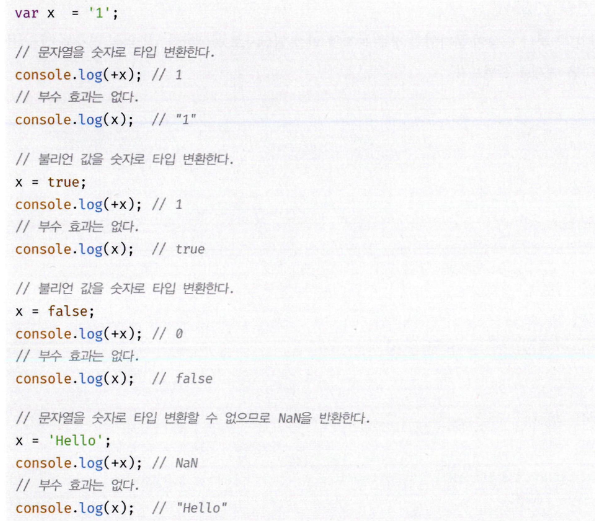 var x  = '1';

// 문자열을 숫자로 타입 변환한다.
console.log(+x); // 1
// 부수 효과는 없다.
console.log(x);  // "1"

// 불리언 값을 숫자로 타입 변환한다.
x = true;
console.log(+x); // 1
// 부수 효과는 없다.
console.log(x);  // true

// 불리언 값을 숫자로 타입 변환한다.
x = false;
console.log(+x); // 0
// 부수 효과는 없다.
console.log(x);  // false

// 문자열을 숫자로 타입 변환할 수 없으므로 NaN을 반환한다.
x = 'Hello';
console.log(+x); // NaN
// 부수 효과는 없다.
console.log(x);  // "Hello"